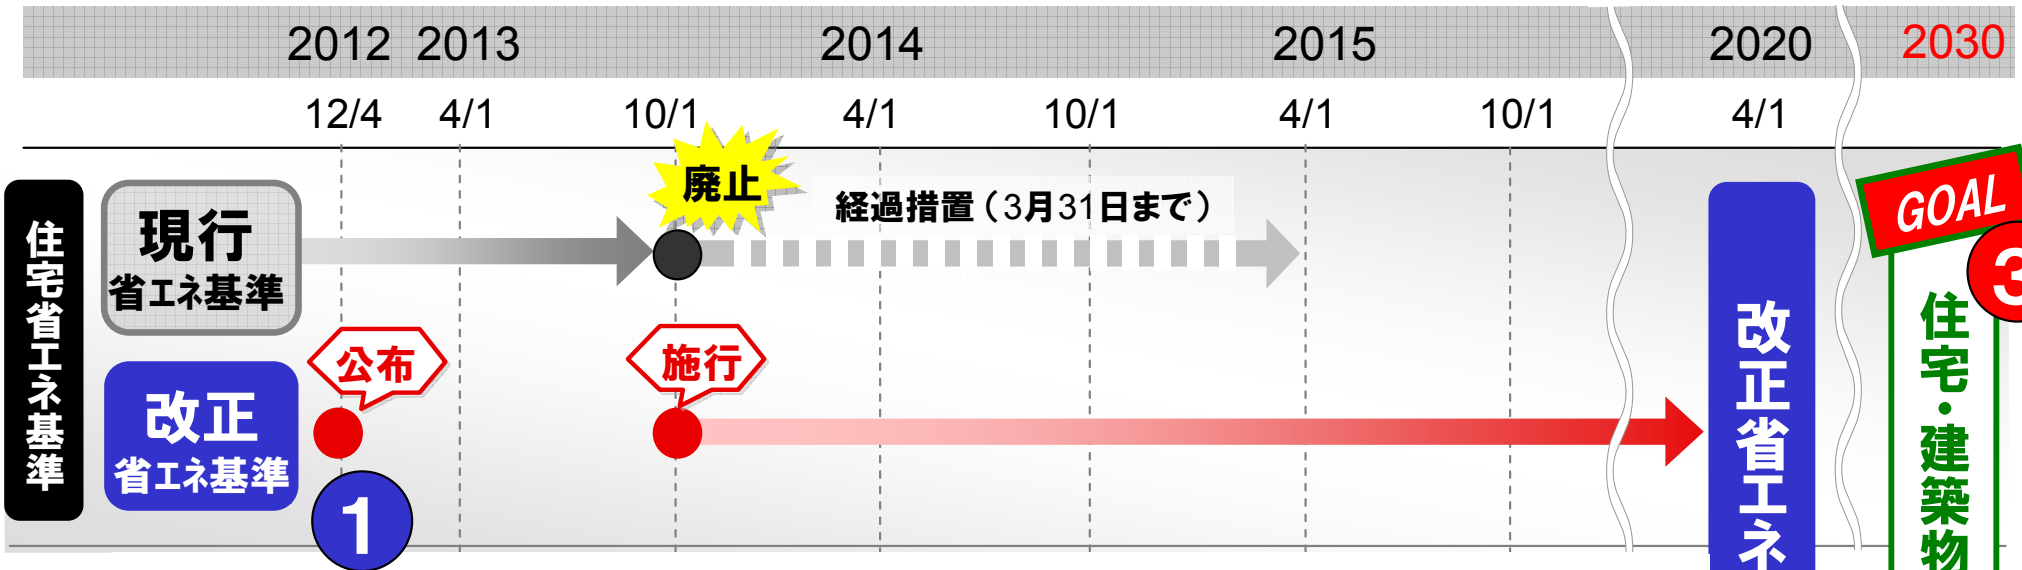 2012 2013 2014 2015 2020 2030
12/4 4/1 10/1 4/1 10/1 4/1 10/1 4/1
住宅省エネ基準
現行
省エネ基準
廃止
経過措置（3月31日まで）
改正
省エネ基準
公布
施行
1
改正省エネ
GOAL
3
住宅・建築物